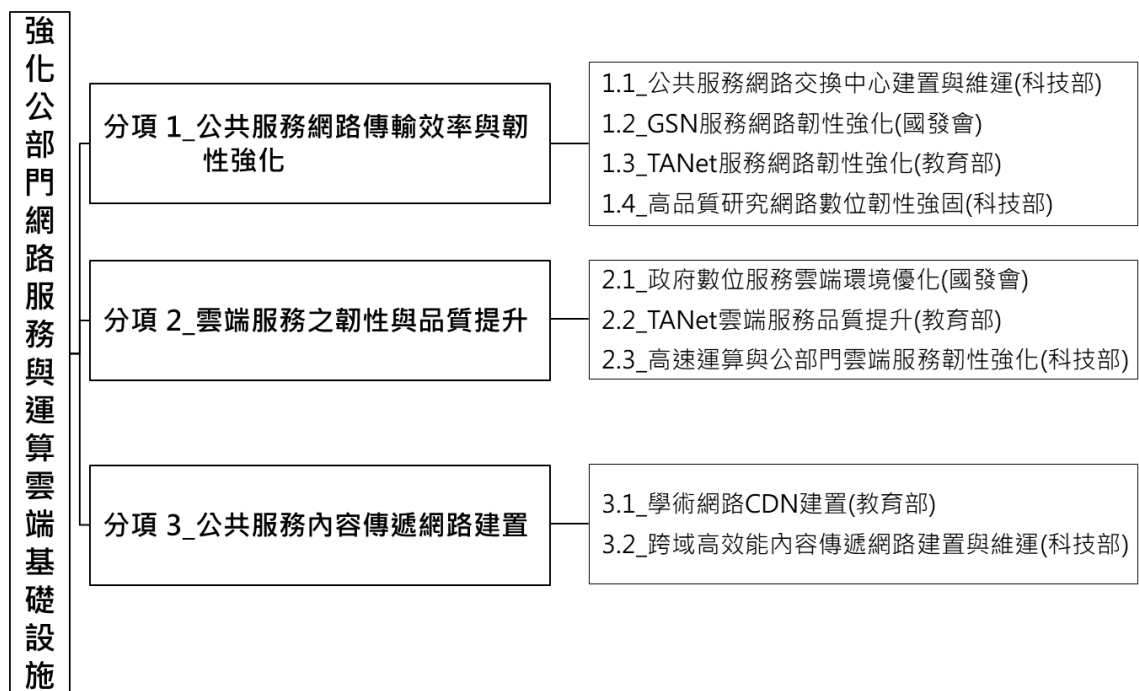 強化公部門網路服務與運算雲端基礎設施
分項 1_公共服務網路傳輸效率與韌
性強化
1.1_公共服務網路交換中心建置與維運(科技部)
1.2_GSN服務網路韌性強化(國發會)
1.3_TANet服務網路韌性強化(教育部)
1.4_高品質研究網路數位韌性強固(科技部)
分項 2_雲端服務之韌性與品質提升
2.1_政府數位服務雲端環境優化(國發會)
2.2_TANet雲端服務品質提升(教育部)
2.3_高速運算與公部門雲端服務韌性強化(科技部)
分項 3_公共服務內容傳遞網路建置
3.1_學術網路CDN建置(教育部)
3.2_跨域高效能內容傳遞網路建置與維運(科技部)